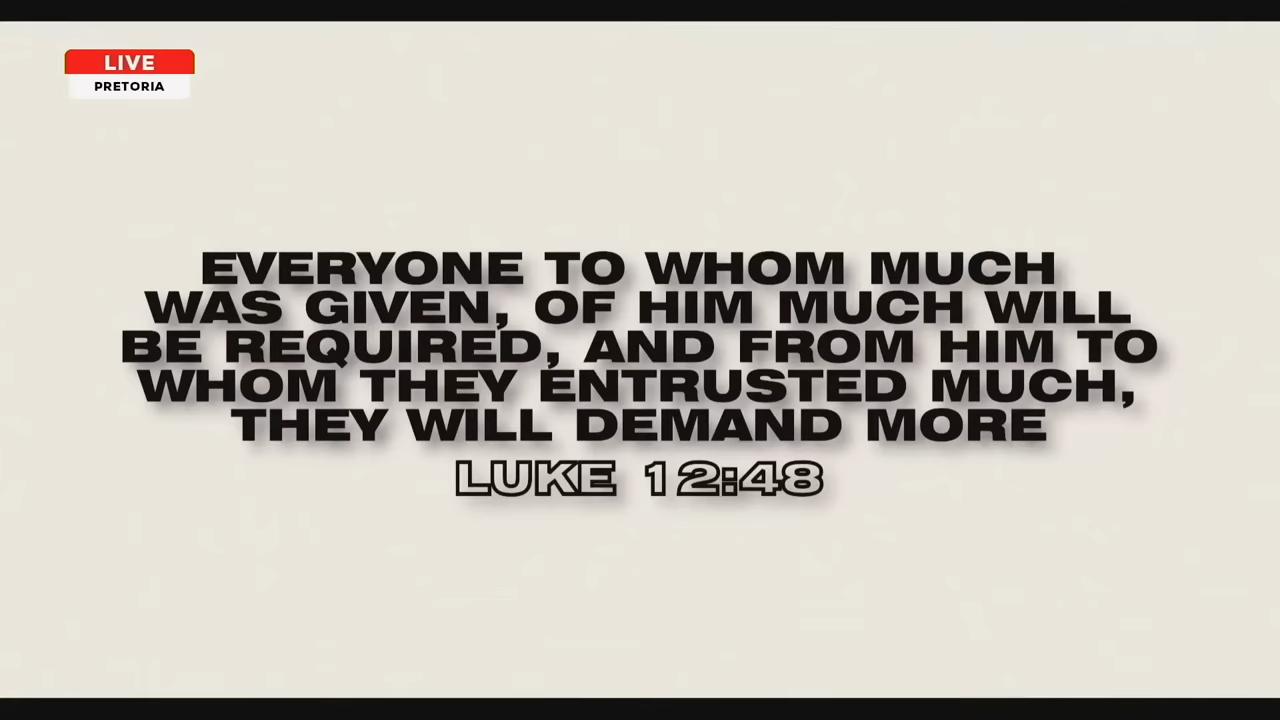 LIVE
PRETORIA
EVERYONE TO WHOM MUCH
WAS GIVEN, OF HIM MUCH WILL
BE REQUIRED, AND FROM HIM TO
WHOM THEY ENTRUSTED MUCH,
THEY WILL DEMAND MORE
LUKE 12:48